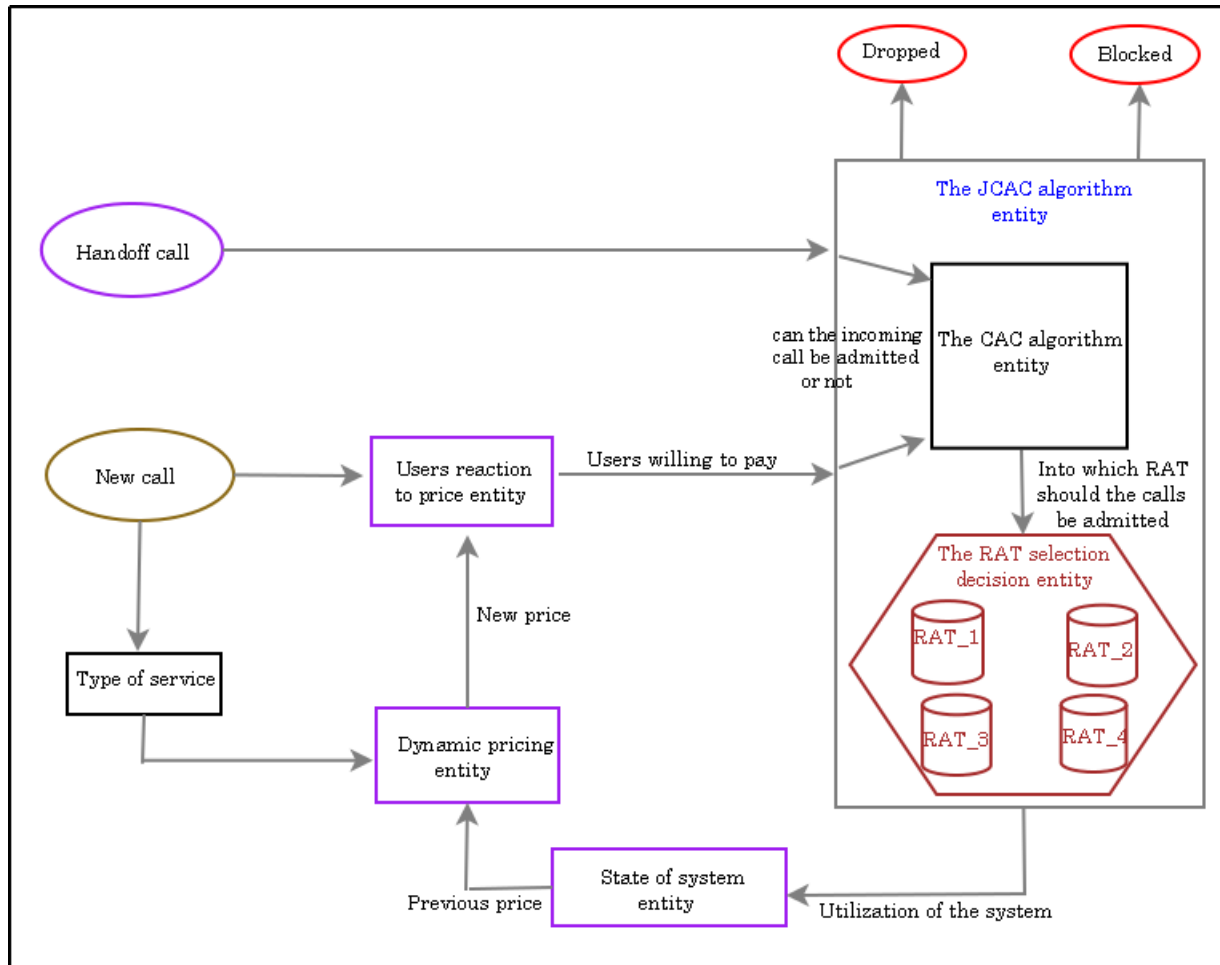 Dropped
Blocked
The JCAC algorithm
entity
Handoff call
can the incoming
call be admitted
or not
The CAC algorithm
entity
New call
Users reaction
to price entity
Users willing to pay
Into which RAT
should the calls
be admitted
The RAT selection
decision entity
RAT_1
RAT_2
RAT_3
RAT_4
New price
Type of service
Dynamic pricing
entity
State of system
entity
Previous price
Utilization of the system